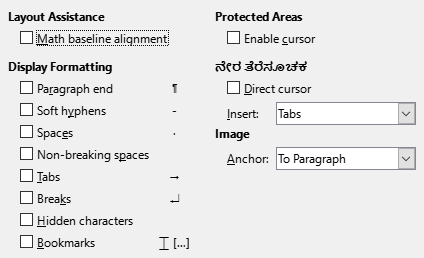 Layout Assistance
Math baseline alignment
Display Formatting
Paragraph end ¶
Soft hyphens -
Spaces ·
Non-breaking spaces
Tabs →
Breaks ↵
Hidden characters
Bookmarks ⌶ [...]
Protected Areas
Enable cursor
ನೇರ ತೆರೆಸೂಚಕ
Direct cursor
Insert: Tabs
Image
Anchor: To Paragraph